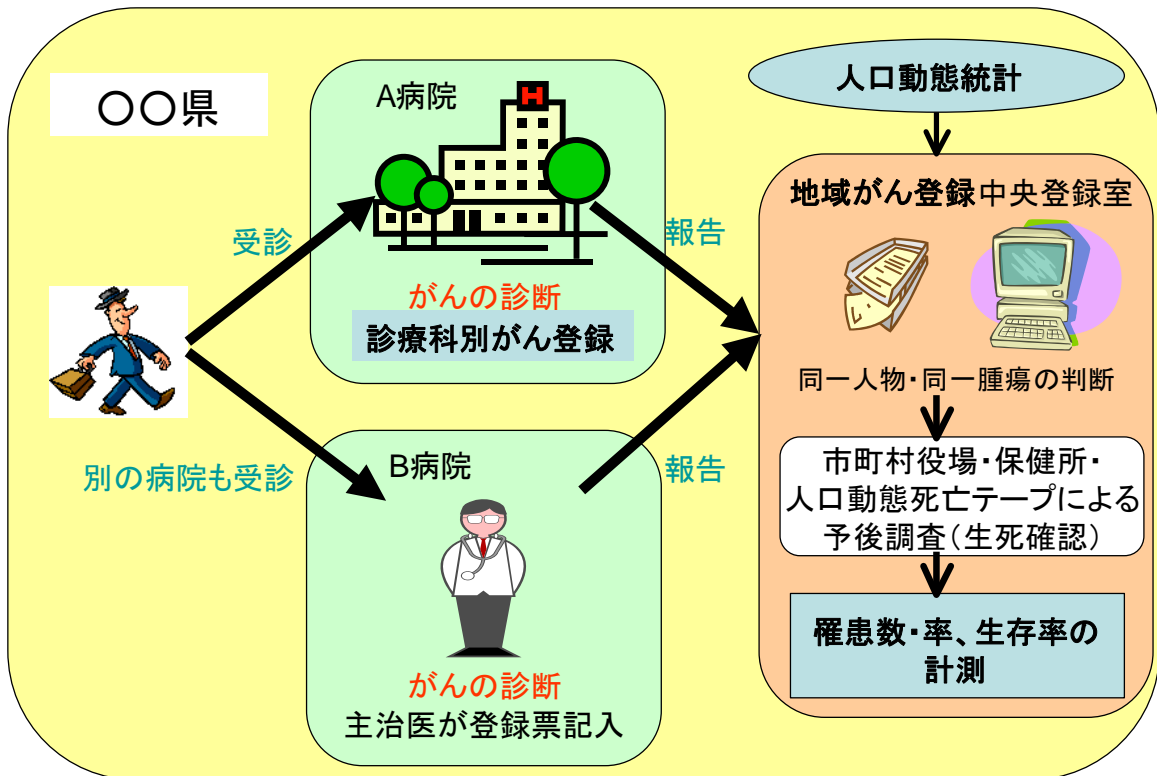 〇〇県
A病院
H
受診
がんの診断
診療科別がん登録
報告
別の病院も受診
B病院
がんの診断
主治医が登録票記入
報告
人口動態統計
地域がん登録中央登録室
同一人物・同一腫瘍の判断
市町村役場・保健所・
人口動態死亡テープによる
予後調査（生死確認）
罹患数・率、生存率の
計測